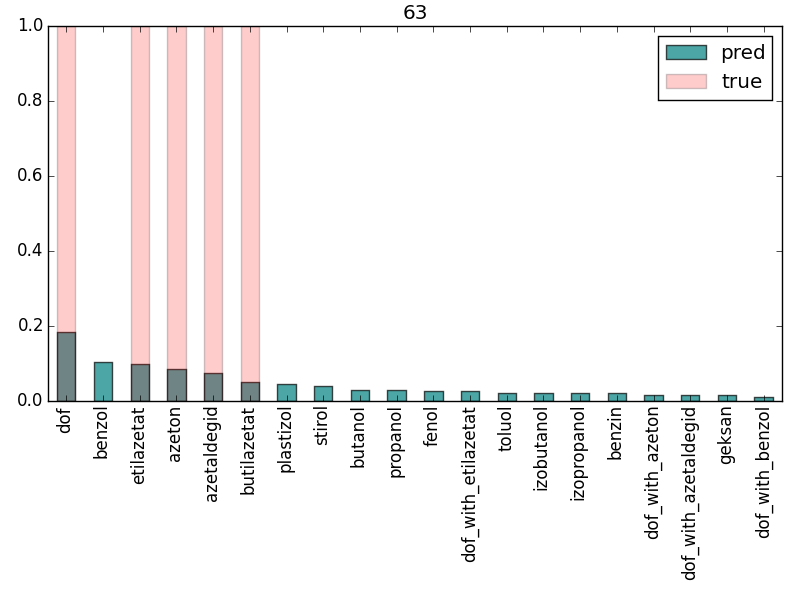 63
1.0
0.8
0.6
0.4
0.2
0.0
pred
true
dof
benzol
etilazetat
azeton
azetaldegid
butilazetat
plastizol
stirol
butanol
propanol
fenol
dof_with_etilazetat
toluol
izobutanol
izopropanol
benzin
dof_with_azeton
dof_with_azetaldegid
geksan
dof_with_benzol